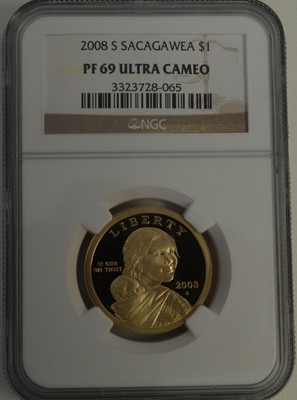 2008 S SACAGAWEA $1
PF 69 ULTRA CAMEO
3323728-065
NGC
LIBERTY
IN GOD
WE TRUST
2008
S